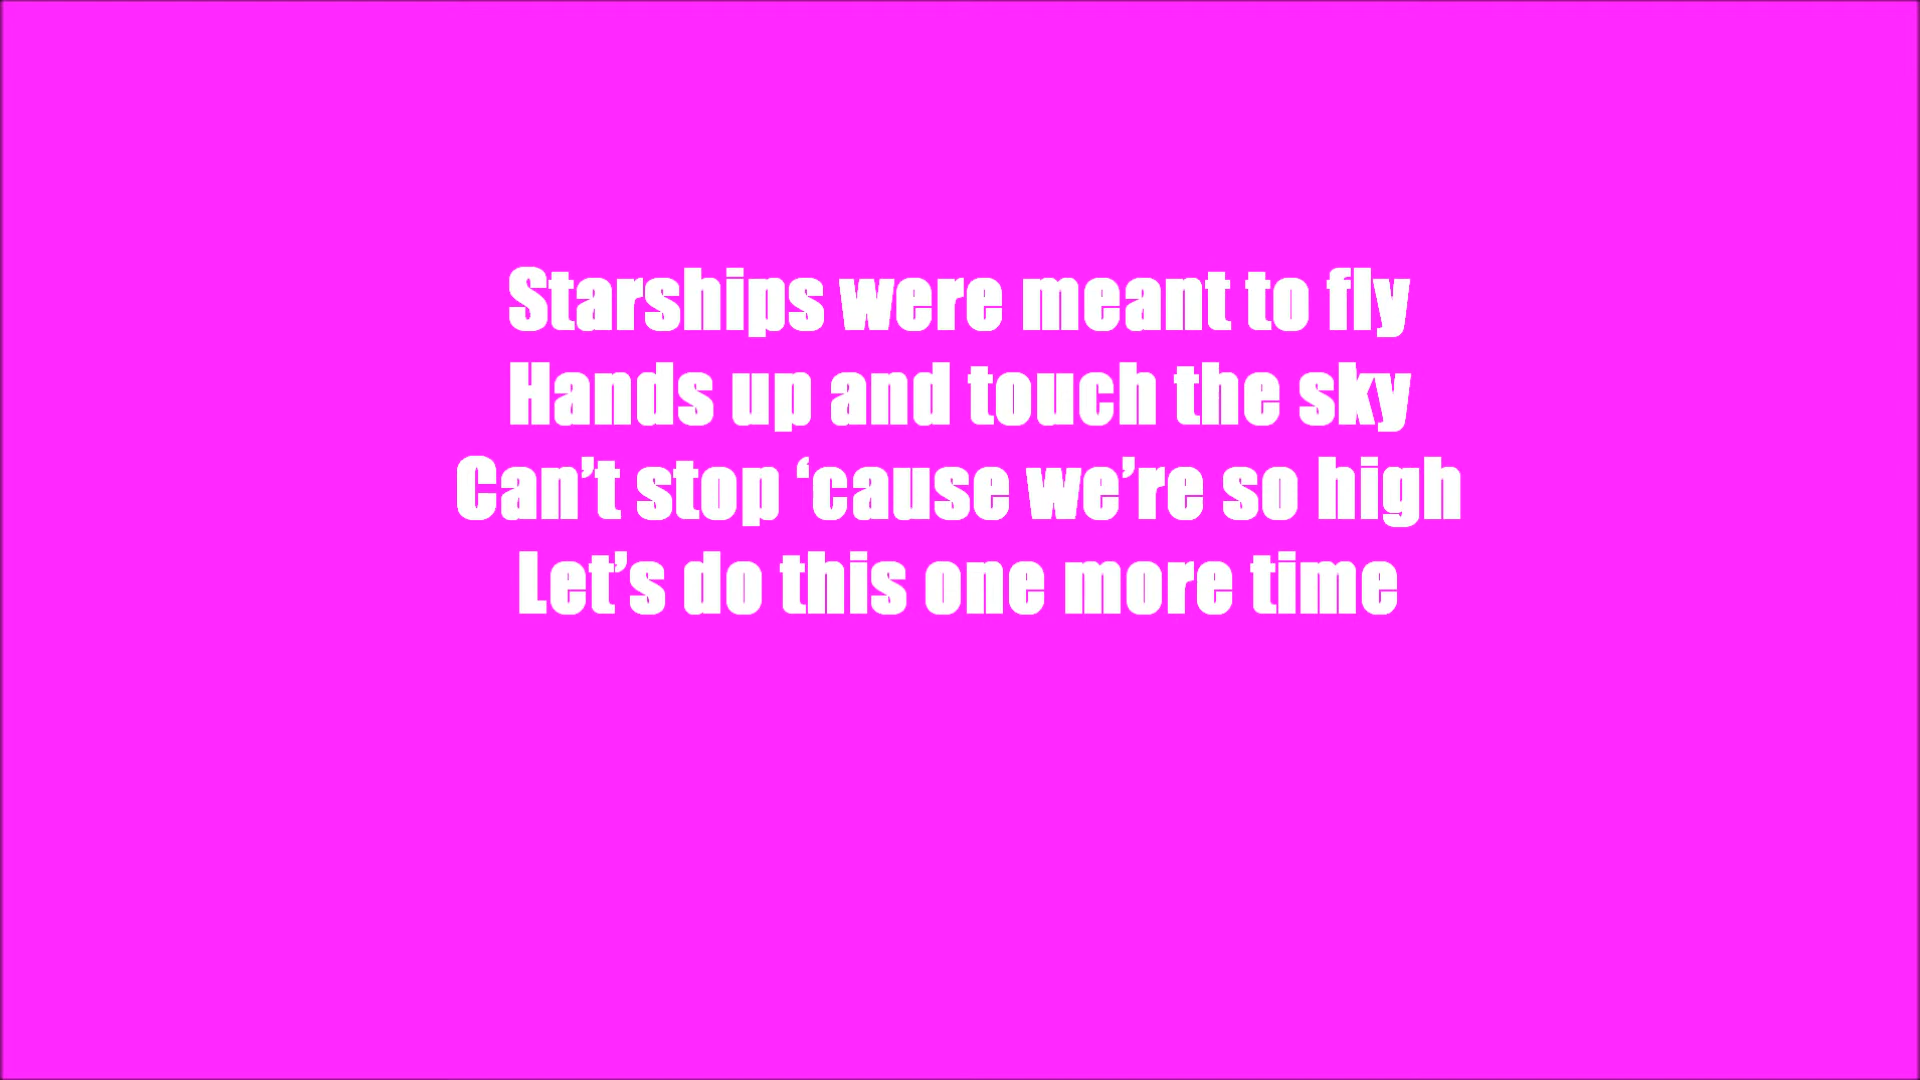 Starships were meant to fly
Hands up and touch the sky
Can’t stop ‘cause we’re so high
Let’s do this one more time